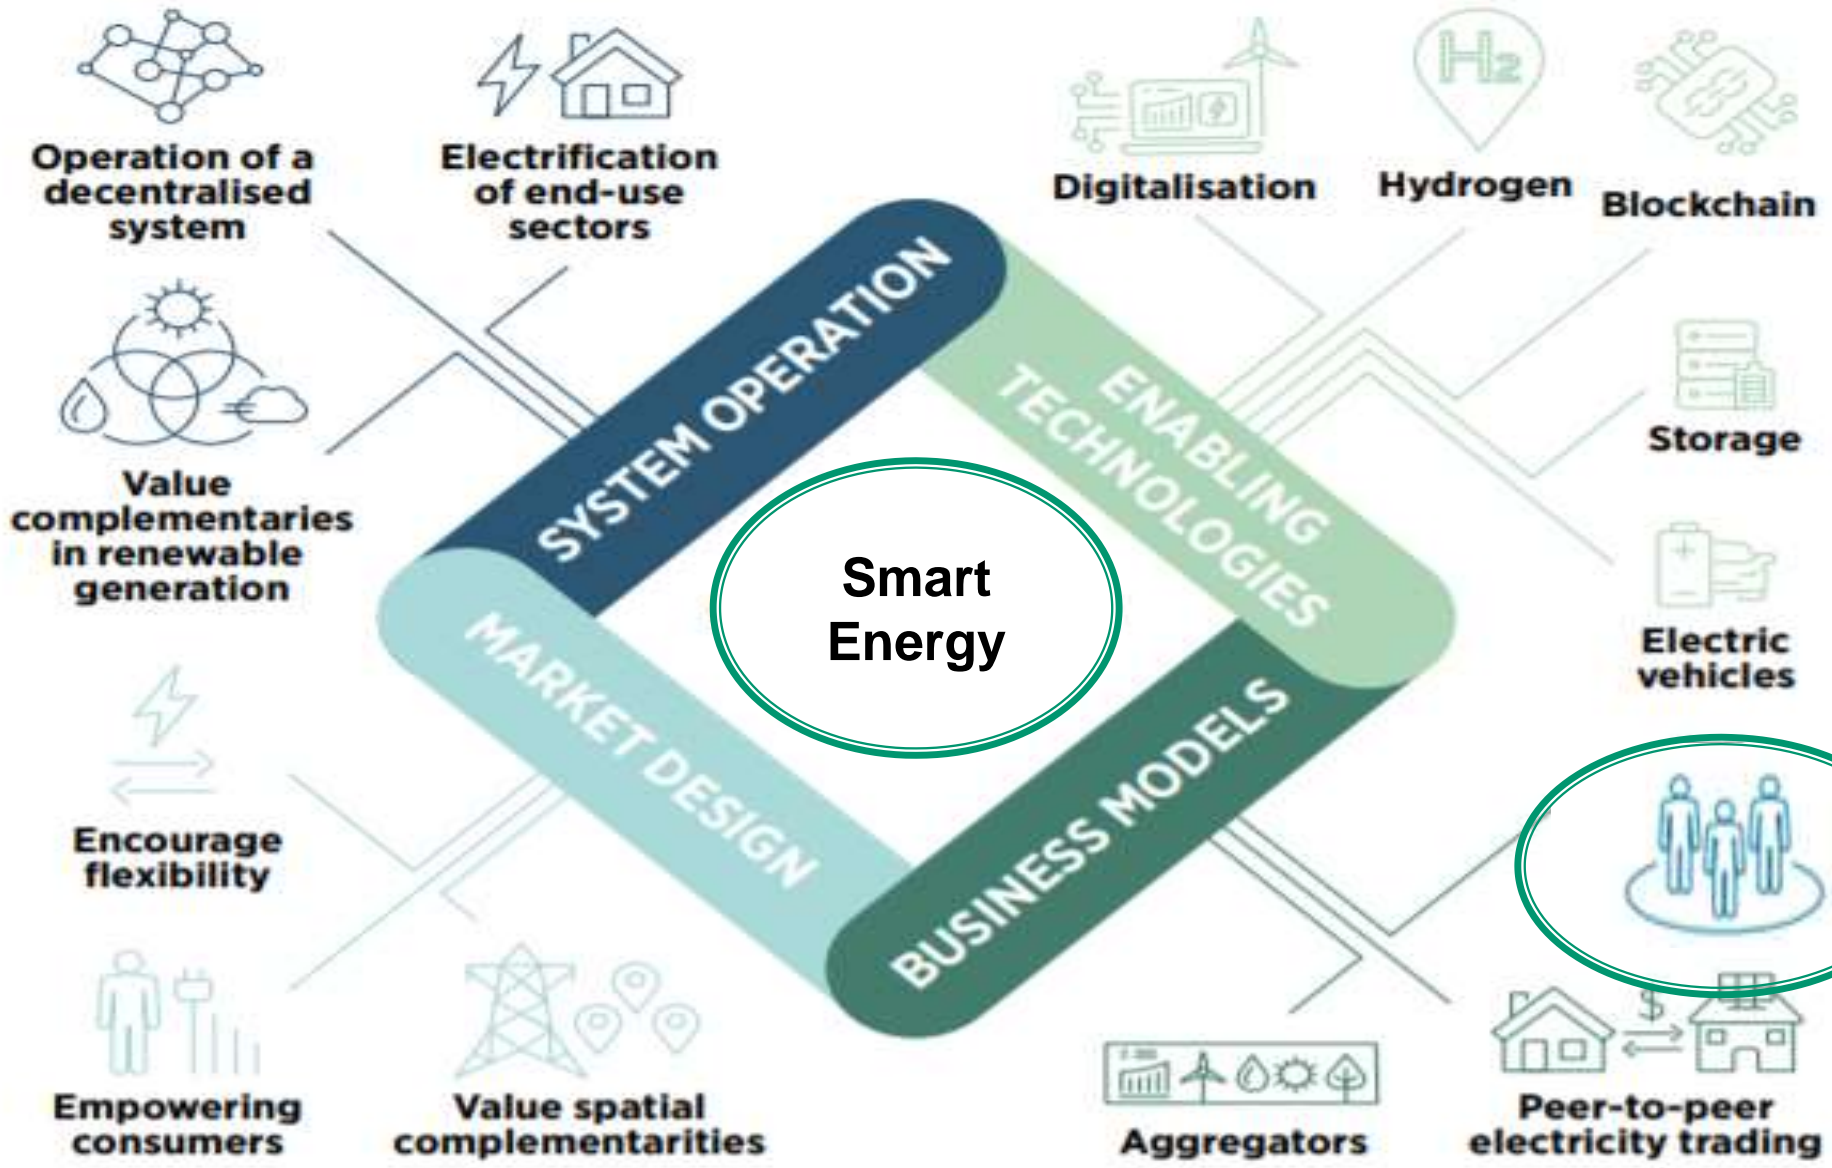 Operation of a
decentralised
system
Electrification
of end-use
sectors
H2
Digitalisation
Hydrogen
Blockchain
Value
complementaries
in renewable
generation
SYSTEM OPERATION
ENABLING
TECHNOLOGIES
Storage
Smart
Energy
Electric
vehicles
MARKET DESIGN
BUSINESS MODELS
Encourage
flexibility
$
Empowering
consumers
Value spatial
complementarities
Aggregators
Peer-to-peer
electricity trading